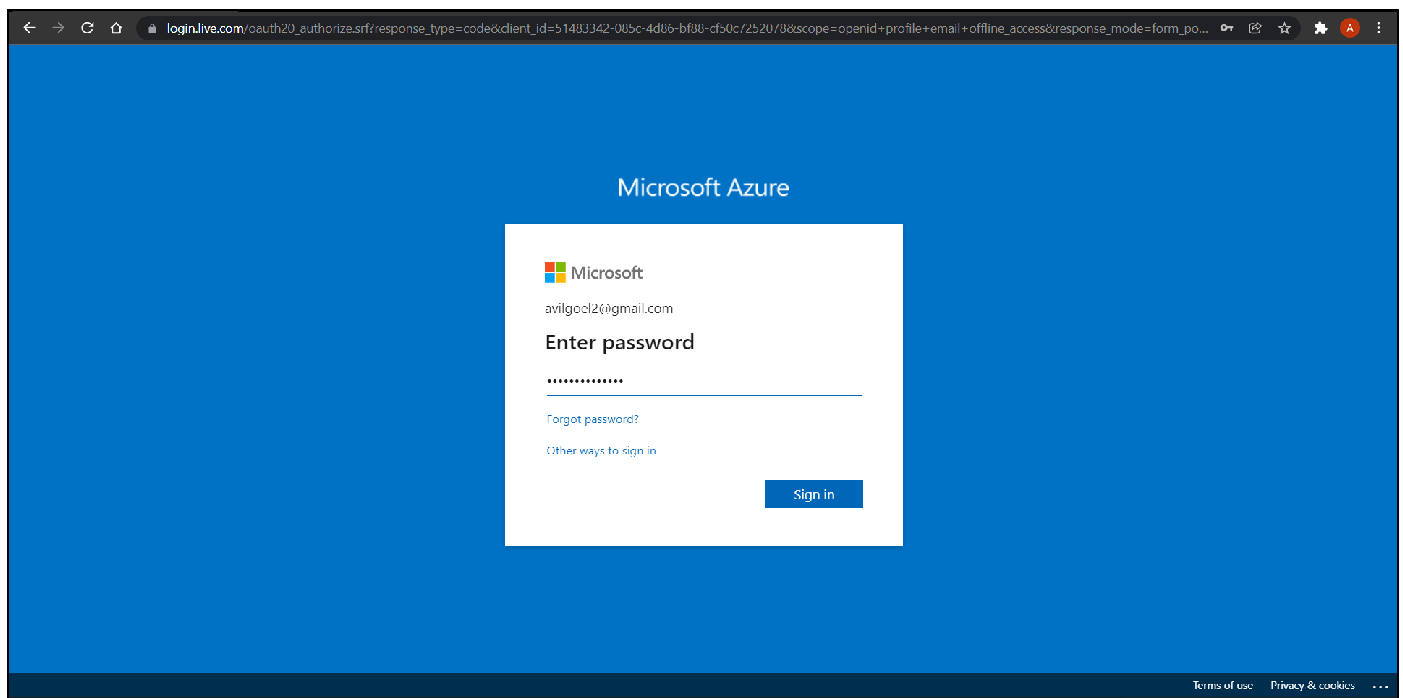 login.live.com/oauth20_authorize.srf?response_type=code&client_id=51483342-085c-4d86-bf88-cf50c7252078&scope=openid+profile+email+offline_access&response_mode=form_po...
A
Microsoft Azure
Microsoft
avilgoel2@gmail.com
Enter password
••••••••••••••
Forgot password?
Other ways to sign in
Sign in
Terms of use Privacy & cookies ...